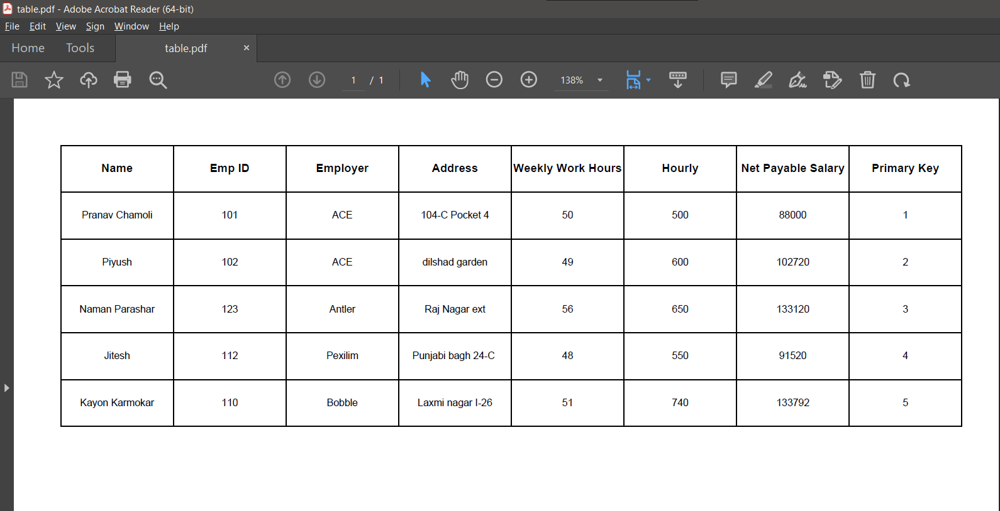 table.pdf - Adobe Acrobat Reader (64-bit)
File Edit View Sign Window Help
Home Tools table.pdf ×
1 / 1 138%
Name Emp ID Employer Address Weekly Work Hours Hourly Net Payable Salary Primary Key
Pranav Chamoli 101 ACE 104-C Pocket 4 50 500 88000 1
Piyush 102 ACE dilshad garden 49 600 102720 2
Naman Parashar 123 Antler Raj Nagar ext 56 650 133120 3
Jitesh 112 Pexilim Punjabi bagh 24-C 48 550 91520 4
Kayon Karmokar 110 Bobble Laxmi nagar I-26 51 740 133792 5